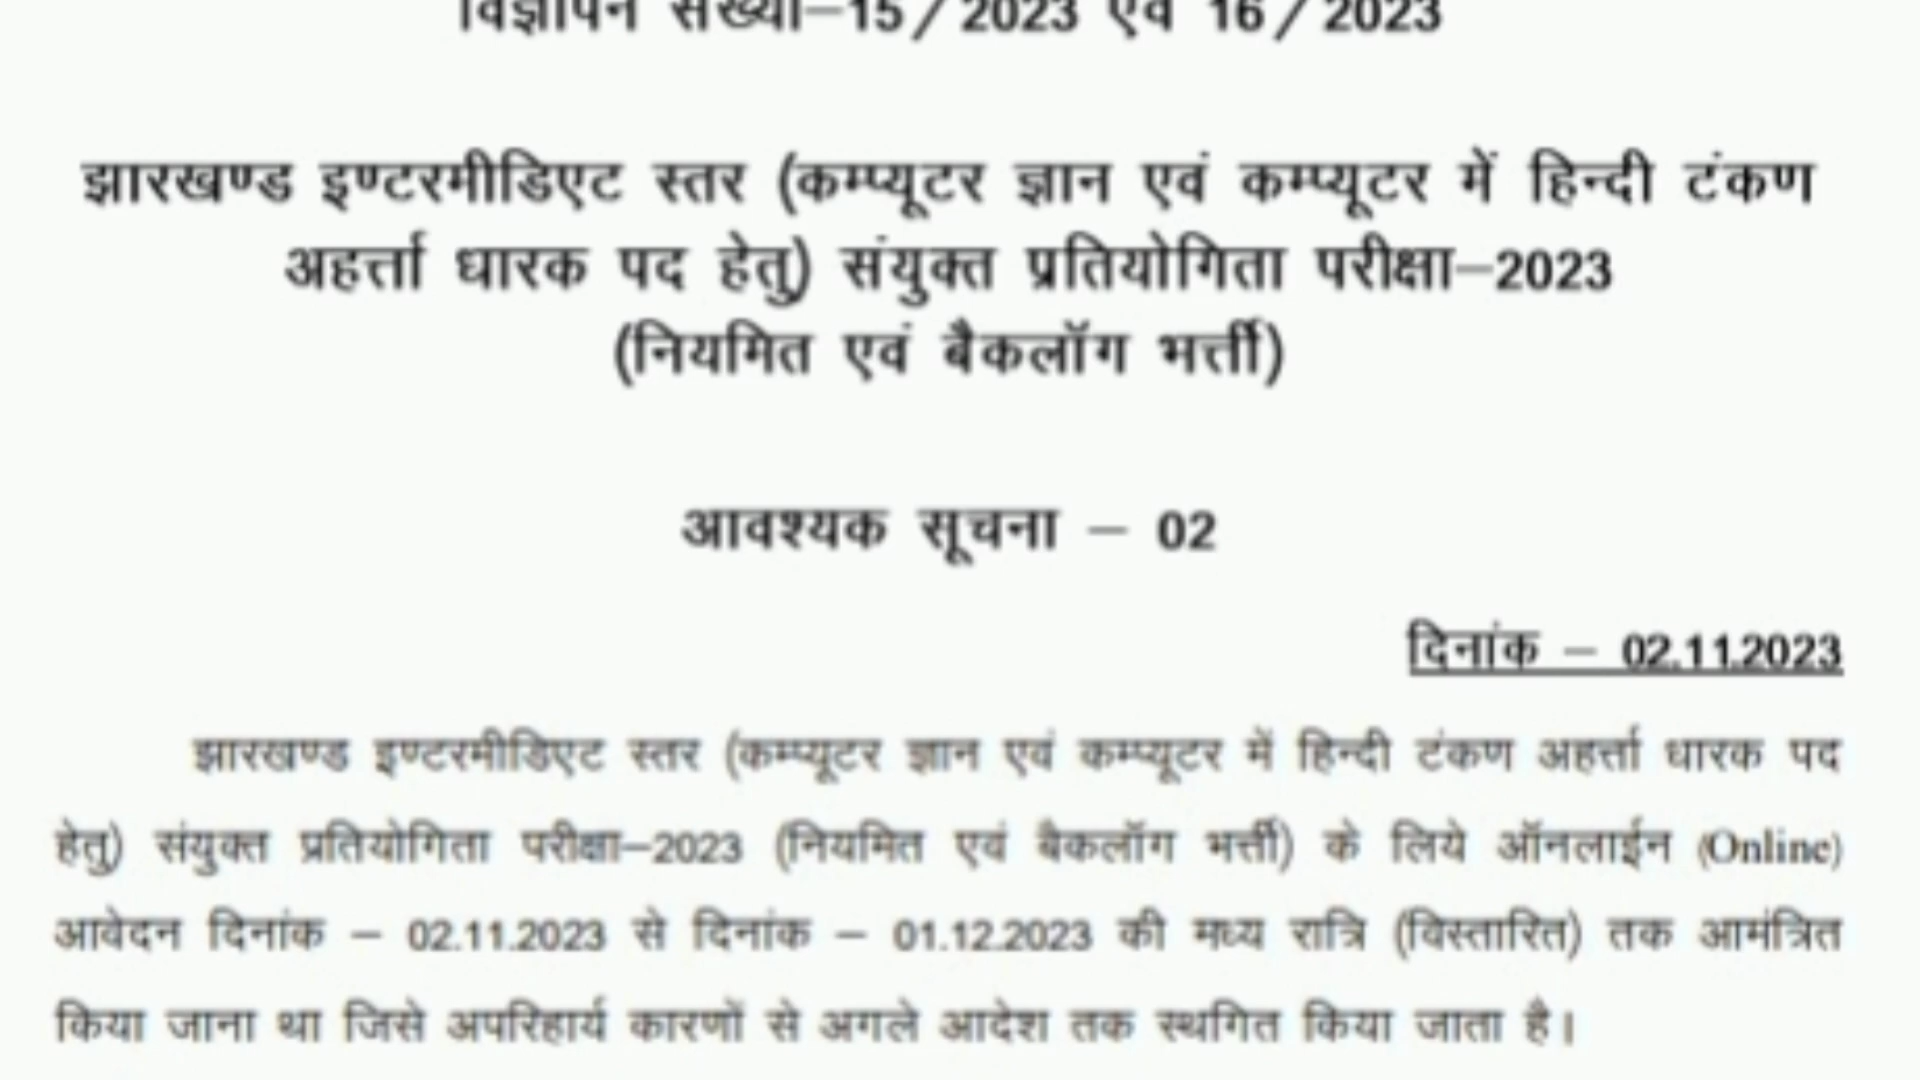 विज्ञापन संख्या–15/2023 एवं 16/2023
झारखण्ड इण्टरमीडिएट स्तर (कम्प्यूटर ज्ञान एवं कम्प्यूटर में हिन्दी टंकण
अहर्त्ता धारक पद हेतु) संयुक्त प्रतियोगिता परीक्षा–2023
(नियमित एवं बैकलॉग भर्त्ती)
आवश्यक सूचना – 02
दिनांक – 02.11.2023
झारखण्ड इण्टरमीडिएट स्तर (कम्प्यूटर ज्ञान एवं कम्प्यूटर में हिन्दी टंकण अहर्त्ता धारक पद
हेतु) संयुक्त प्रतियोगिता परीक्षा–2023 (नियमित एवं बैकलॉग भर्त्ती) के लिये ऑनलाईन (Online)
आवेदन दिनांक – 02.11.2023 से दिनांक – 01.12.2023 की मध्य रात्रि (विस्तारित) तक आमंत्रित
किया जाना था जिसे अपरिहार्य कारणों से अगले आदेश तक स्थगित किया जाता है।